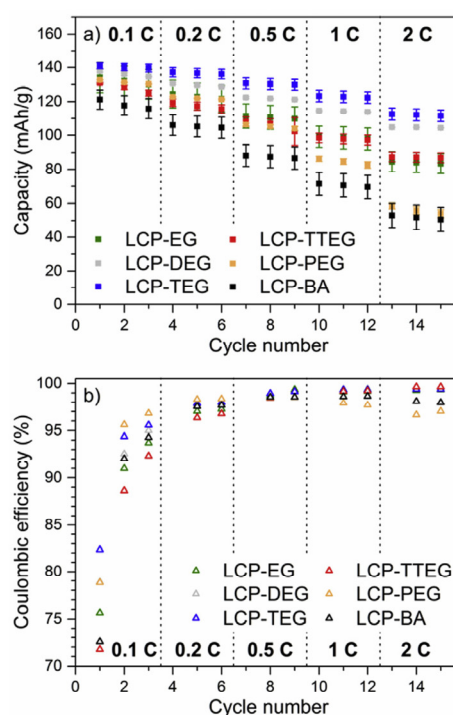 a) 0.1 C 0.2 C 0.5 C 1 C 2 C
160
140
120
100
80
60
40
20
0
Capacity (mAh/g)
LCP-EG LCP-TTEG
LCP-DEG LCP-PEG
LCP-TEG LCP-BA
0 2 4 6 8 10 12 14
Cycle number
b)
100
95
90
85
80
75
70
Coulombic efficiency (%)
LCP-EG LCP-TTEG
LCP-DEG LCP-PEG
LCP-TEG LCP-BA
0.1 C 0.2 C 0.5 C 1 C 2 C
0 2 4 6 8 10 12 14
Cycle number